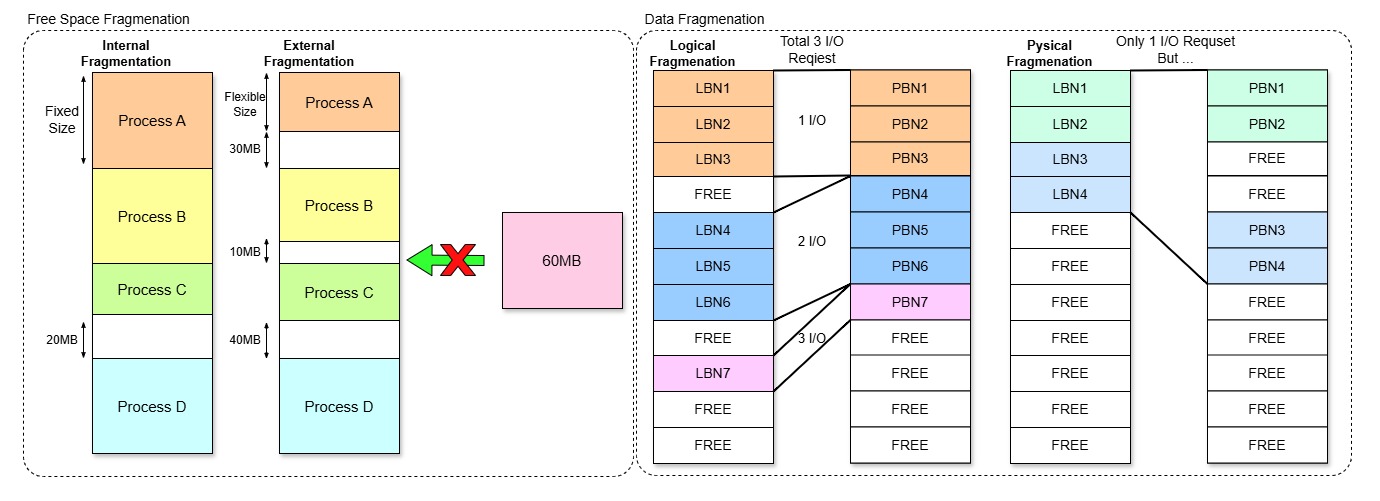 Free Space Fragmenation
Internal
Fragmentation
Fixed
Size
Process A
Process B
Process C
20MB
Process D
External
Fragmentation
Flexible
Size
Process A
30MB
Process B
10MB
Process C
40MB
Process D
60MB
Data Fragmenation
Logical
Fragmenation
Total 3 I/O
Reqiest
LBN1
LBN2
LBN3
FREE
LBN4
LBN5
LBN6
FREE
LBN7
FREE
FREE
1 I/O
2 I/O
3 I/O
PBN1
PBN2
PBN3
PBN4
PBN5
PBN6
PBN7
FREE
FREE
FREE
FREE
Pysical
Fragmenation
Only 1 I/O Requset
But ...
LBN1
LBN2
LBN3
LBN4
FREE
FREE
FREE
FREE
FREE
FREE
FREE
PBN1
PBN2
FREE
FREE
PBN3
PBN4
FREE
FREE
FREE
FREE
FREE